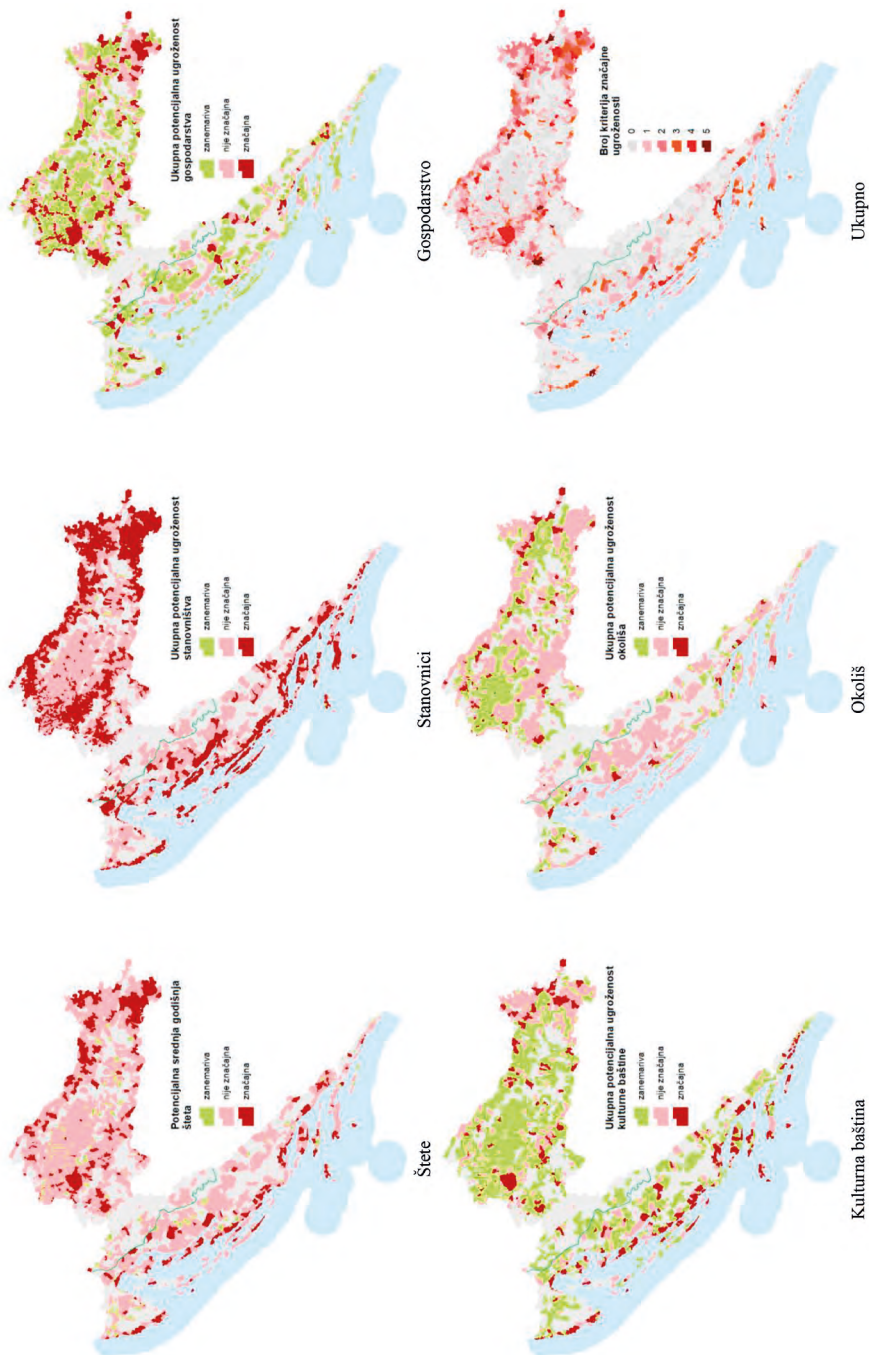 Potencijalna srednja godišnja
šteta
zanemariva
nije značajna
značajna
Štete
Ukupna potencijalna ugroženost
stanovništva
zanemariva
nije značajna
značajna
Stanovnici
Ukupna potencijalna ugroženost
gospodarstva
zanemariva
nije značajna
značajna
Gospodarstvo
Ukupna potencijalna ugroženost
kulturne baštine
zanemariva
nije značajna
značajna
Kulturna baština
Ukupna potencijalna ugroženost
okoliša
zanemariva
nije značajna
značajna
Okoliš
Broj kriterija značajne
ugroženosti
0
1
2
3
4
5
Ukupno